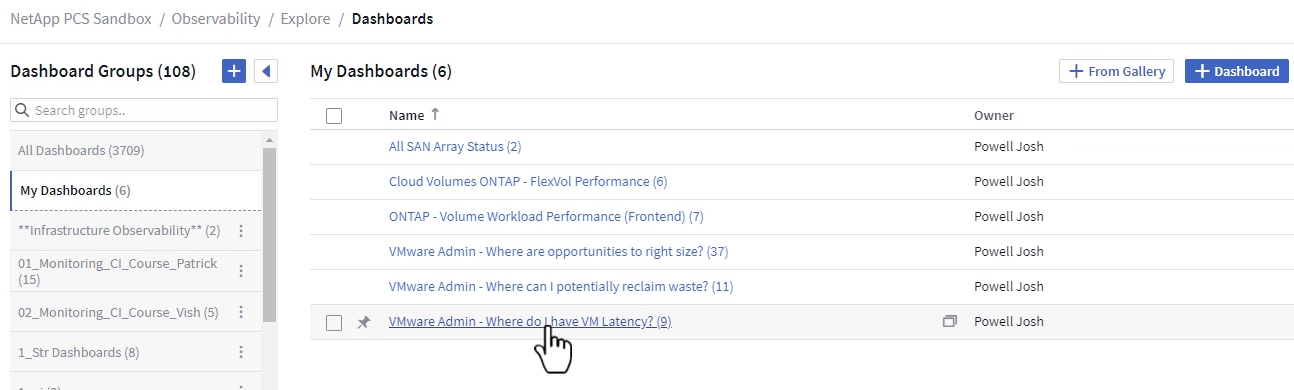 NetApp PCS Sandbox / Observability / Explore / Dashboards
Dashboard Groups (108)
Search groups..
All Dashboards (3709)
My Dashboards (6)
**Infrastructure Observability** (2)
01_Monitoring_CI_Course_Patrick
(15)
02_Monitoring_CI_Course_Vish (5)
1_Str Dashboards (8)
My Dashboards (6)
+ From Gallery
+ Dashboard
Name ↑ Owner
All SAN Array Status (2) Powell Josh
Cloud Volumes ONTAP - FlexVol Performance (6) Powell Josh
ONTAP - Volume Workload Performance (Frontend) (7) Powell Josh
VMware Admin - Where are opportunities to right size? (37) Powell Josh
VMware Admin - Where can I potentially reclaim waste? (11) Powell Josh
VMware Admin - Where do I have VM Latency? (9) Powell Josh